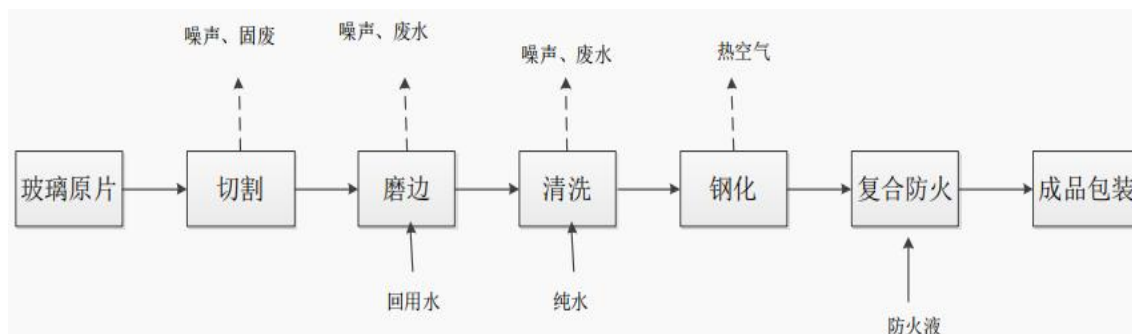 噪声、固废
噪声、废水
噪声、废水
热空气
玻璃原片
切割
磨边
清洗
钢化
复合防火
成品包装
回用水
纯水
防火液